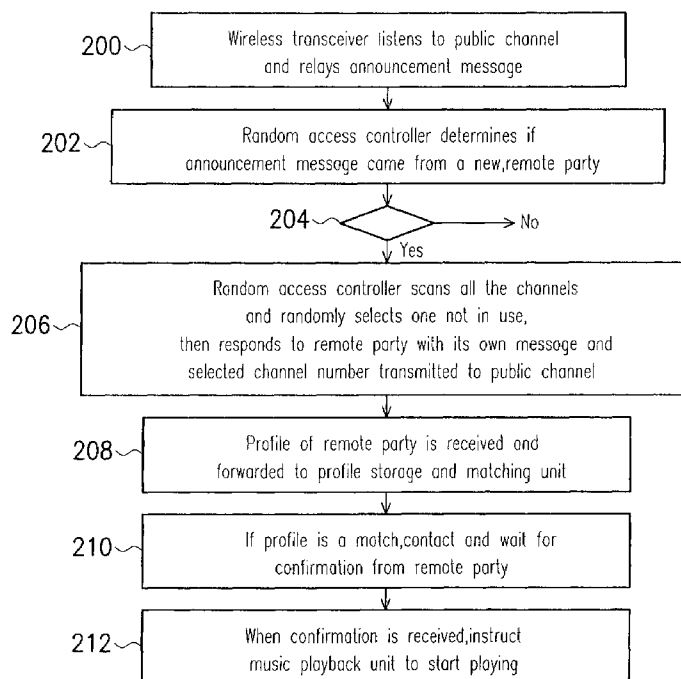 200
Wireless transceiver listens to public channel
and relays announcement message
202
Random access controller determines if
announcement message came from a new,remote party
204
No
Yes
206
Random access controller scans all the channels
and randomly selects one not in use,
then responds to remote party with its own message and
selected channel number transmitted to public channel
208
Profile of remote party is received and
forwarded to profile storage and matching unit
210
If profile is a match,contact and wait for
confirmation from remote party
212
When confirmation is received,instruct
music playback unit to start playing